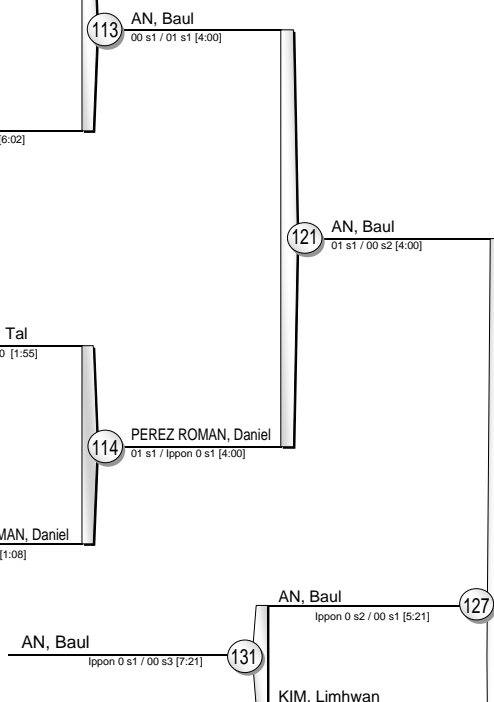 113
AN, Baul
00 s1 / 01 s1 [4:00]
[6:02]
121
AN, Baul
01 s1 / 00 s2 [4:00]
Tal
0 [1:55]
114
PEREZ ROMAN, Daniel
01 s1 / Ippon 0 s1 [4:00]
MAN, Daniel
[1:08]
AN, Baul
Ippon 0 s2 / 00 s1 [5:21]
127
AN, Baul
Ippon 0 s1 / 00 s3 [7:21]
131
KIM, Limhwan